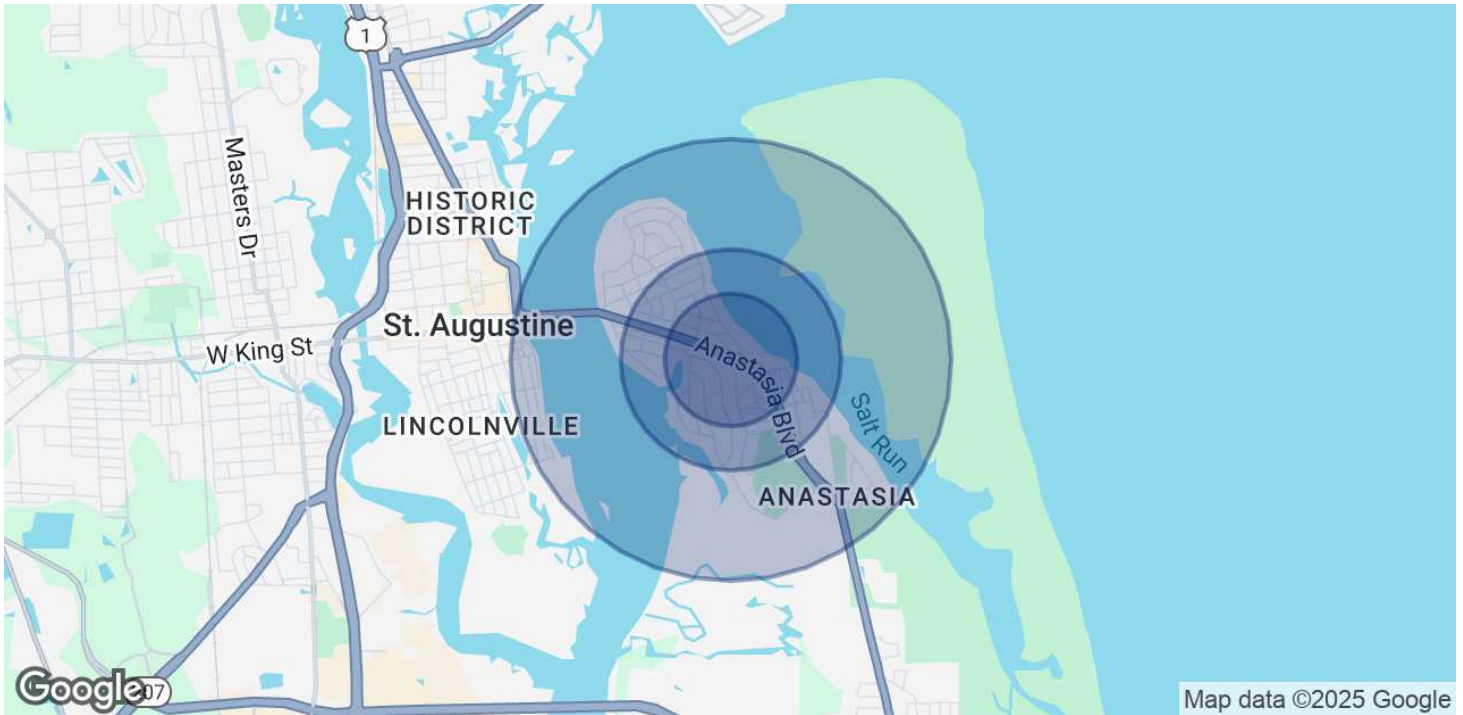 1
Masters Dr
HISTORIC
DISTRICT
St. Augustine
W King St
Anastasia Blvd
LINCOLNVILLE
Salt Run
ANASTASIA
Google
07
Map data ©2025 Google